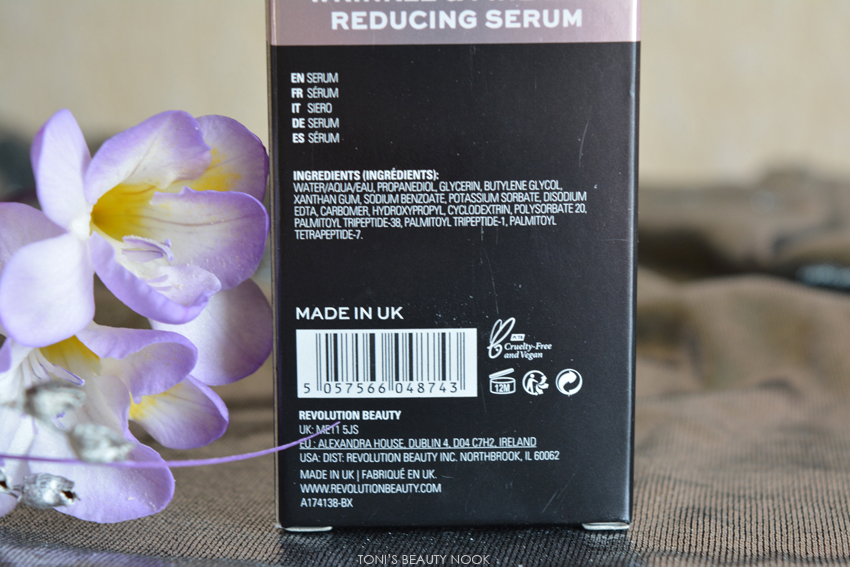 REDUCING SERUM
EN SERUM
FR SÉRUM
IT SIERO
DE SERUM
ES SÉRUM
INGREDIENTS (INGRÉDIENTS):
WATER/AQUA/EAU, PROPANEDIOL, GLYCERIN, BUTYLENE GLYCOL,
XANTHAN GUM, SODIUM BENZOATE, POTASSIUM SORBATE, DISODIUM
EDTA, CARBOMER, HYDROXYPROPYL, CYCLODEXTRIN, POLYSORBATE 20,
PALMITOYL TRIPEPTIDE-38, PALMITOYL TRIPEPTIDE-1, PALMITOYL
TETRAPEPTIDE-7.
MADE IN UK
5 057566 048743
Cruelty-Free
and Vegan
12M
REVOLUTION BEAUTY
UK: ME11 5JS
EU : ALEXANDRA HOUSE, DUBLIN 4, D04 C7H2, IRELAND
USA: DIST: REVOLUTION BEAUTY INC. NORTHBROOK, IL 60062
MADE IN UK | FABRIQUÉ EN UK.
WWW.REVOLUTIONBEAUTY.COM
A174138-BX
TONI'S BEAUTY NOOK